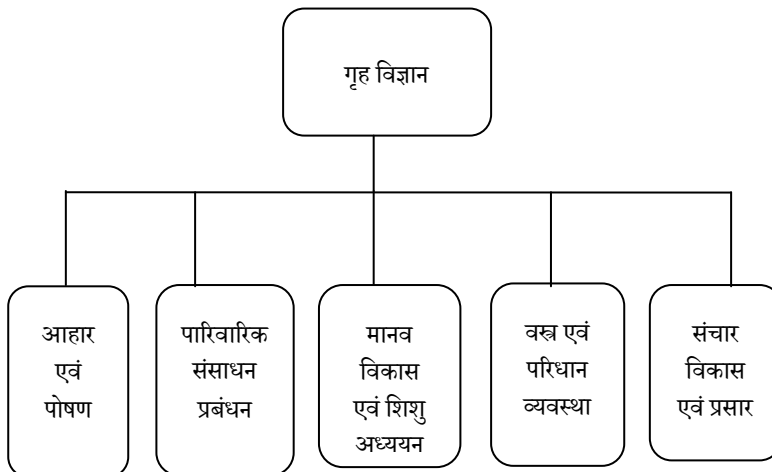 गृह विज्ञान
आहार
एवं
पोषण
पारिवारिक
संसाधन
प्रबंधन
मानव
विकास
एवं शिशु
अध्ययन
वस्त्र एवं
परिधान
व्यवस्था
संचार
विकास
एवं प्रसार